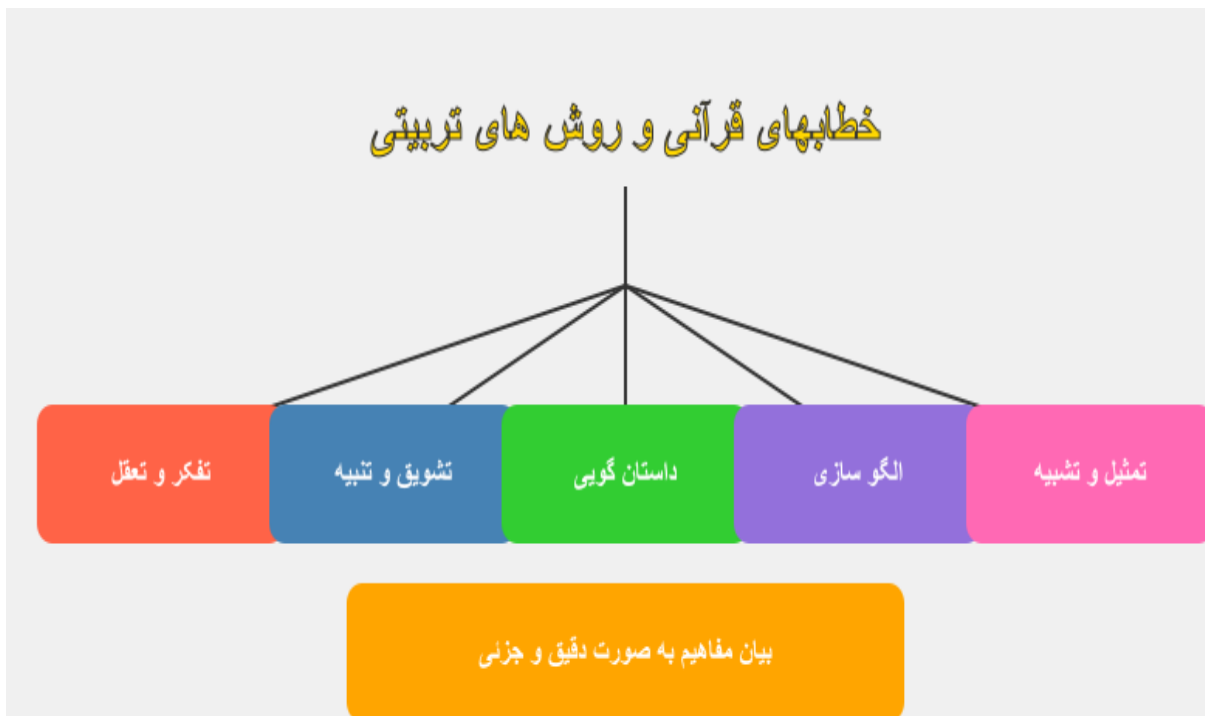 خطابهای قرآنی و روش های تربیتی
تمثیل و تشبیه
الگو سازی
داستان گویی
تشویق و تنبیه
تفکر و تعقل
بیان مفاهیم به صورت دقیق و جزئی